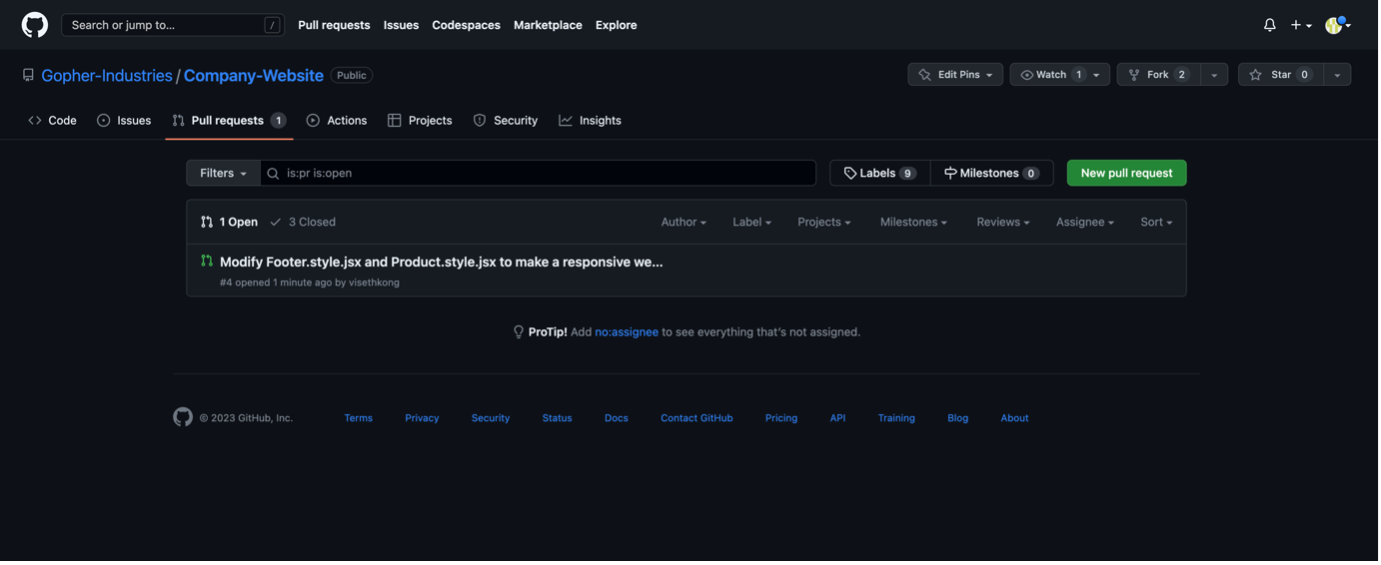 Search or jump to... / Pull requests Issues Codespaces Marketplace Explore
Gopher-Industries / Company-Website Public Edit Pins Watch 1 Fork 2 Star 0
Code Issues Pull requests 1 Actions Projects Security Insights
Filters is:pr is:open Labels 9 Milestones 0 New pull request
1 Open 3 Closed Author Label Projects Milestones Reviews Assignee Sort
Modify Footer.style.jsx and Product.style.jsx to make a responsive we...
#4 opened 1 minute ago by visethkong
ProTip! Add no:assignee to see everything that's not assigned.
© 2023 GitHub, Inc. Terms Privacy Security Status Docs Contact GitHub Pricing API Training Blog About